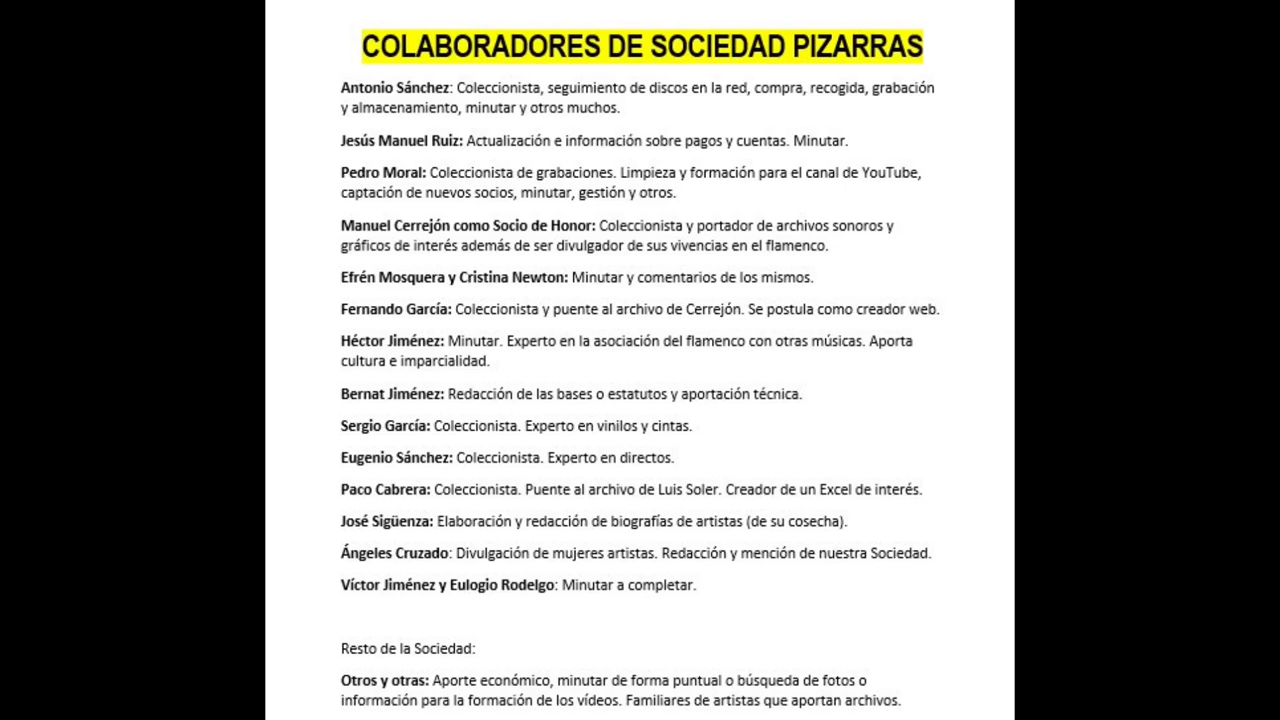 COLABORADORES DE SOCIEDAD PIZARRAS
Antonio Sánchez: Coleccionista, seguimiento de discos en la red, compra, recogida, grabación
y almacenamiento, minutar y otros muchos.
Jesús Manuel Ruiz: Actualización e información sobre pagos y cuentas. Minutar.
Pedro Moral: Coleccionista de grabaciones. Limpieza y formación para el canal de YouTube,
captación de nuevos socios, minutar, gestión y otros.
Manuel Cerrejón como Socio de Honor: Coleccionista y portador de archivos sonoros y
gráficos de interés además de ser divulgador de sus vivencias en el flamenco.
Efrén Mosquera y Cristina Newton: Minutar y comentarios de los mismos.
Fernando García: Coleccionista y puente al archivo de Cerrejón. Se postula como creador web.
Héctor Jiménez: Minutar. Experto en la asociación del flamenco con otras músicas. Aporta
cultura e imparcialidad.
Bernat Jiménez: Redacción de las bases o estatutos y aportación técnica.
Sergio García: Coleccionista. Experto en vinilos y cintas.
Eugenio Sánchez: Coleccionista. Experto en directos.
Paco Cabrera: Coleccionista. Puente al archivo de Luis Soler. Creador de un Excel de interés.
José Sigüenza: Elaboración y redacción de biografías de artistas (de su cosecha).
Ángeles Cruzado: Divulgación de mujeres artistas. Redacción y mención de nuestra Sociedad.
Víctor Jiménez y Eulogio Rodelgo: Minutar a completar.
Resto de la Sociedad:
Otros y otras: Aporte económico, minutar de forma puntual o búsqueda de fotos o
información para la formación de los vídeos. Familiares de artistas que aportan archivos.